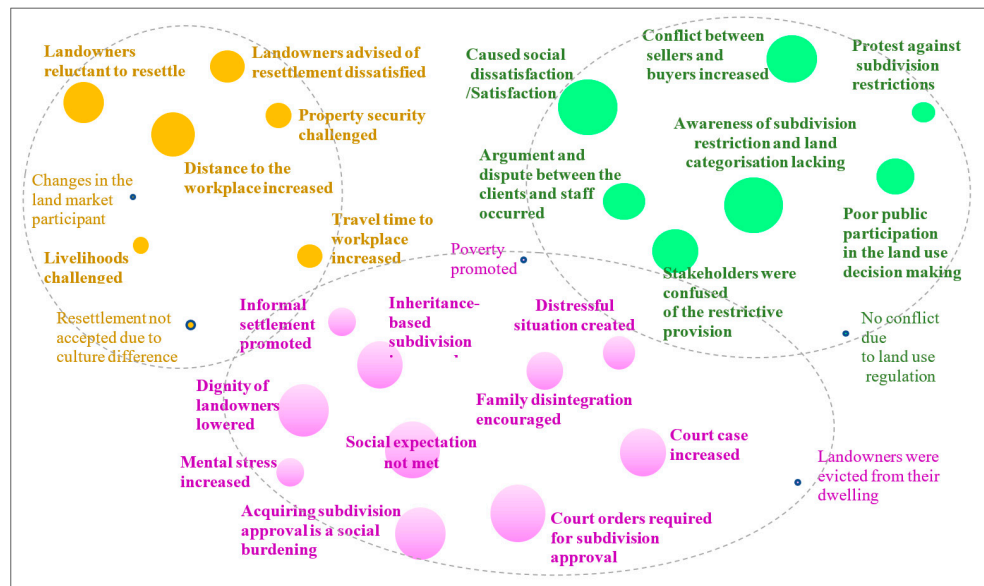 Landowners
reluctant to resettle
Landowners advised of
resettlement dissatisfied
Property security
challenged
Distance to the
workplace increased
Changes in the
land market
participant
Livelihoods
challenged
Travel time to
workplace
increased
Resettlement not
accepted due to
culture difference
Caused social
dissatisfaction
/Satisfaction
Conflict between
sellers and
buyers increased
Protest against
subdivision
restrictions
Awareness of subdivision
restriction and land
categorisation lacking
Argument and
dispute between the
clients and staff
occurred
Poor public
participation
in the land use
decision making
Stakeholders were
confused
of the restrictive
provision
No conflict
due
to land use
regulation
Poverty
promoted
Informal
settlement
promoted
Inheritance-
based
subdivision
Distressful
situation created
Dignity of
landowners
lowered
Family disintegration
encouraged
Mental stress
increased
Social expectation
not met
Court case
increased
Landowners were
evicted from their
dwelling
Acquiring subdivision
approval is a social
burdening
Court orders required
for subdivision
approval